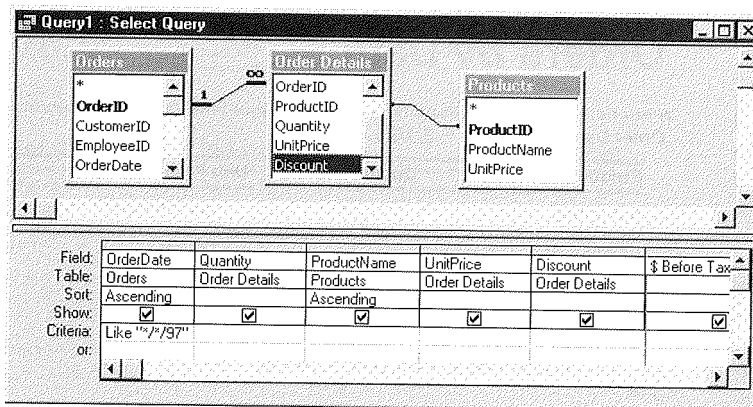 Query1 : Select Query
Orders
*
OrderID
CustomerID
EmployeeID
OrderDate
1
∞
Order Details
OrderID
ProductID
Quantity
UnitPrice
Discount
Products
*
ProductID
ProductName
UnitPrice
Field: OrderDate Quantity ProductName UnitPrice Discount $ Before Tax
Table: Orders Order Details Products Order Details Order Details
Sort: Ascending Ascending
Show:
Criteria: Like "*/*/97"
or: